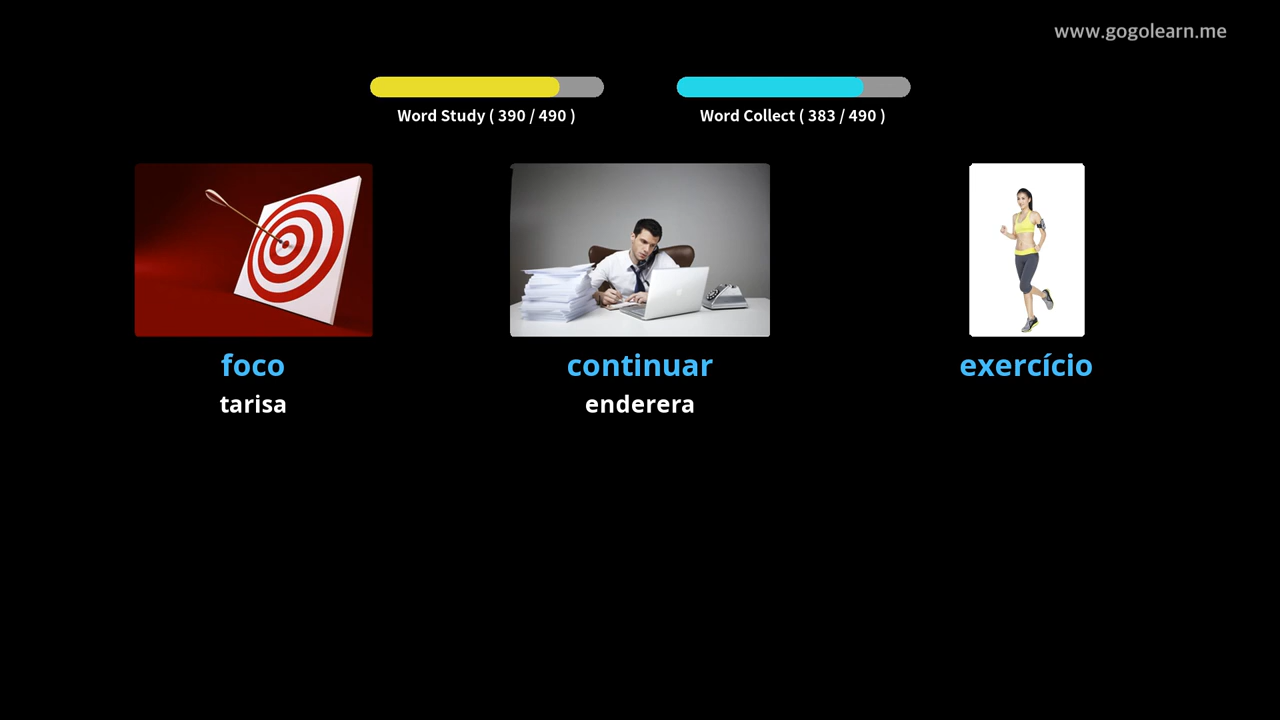 www.gogolearn.me
Word Study ( 390 / 490 )
Word Collect ( 383 / 490 )
foco
tarisa
continuar
enderera
exercício